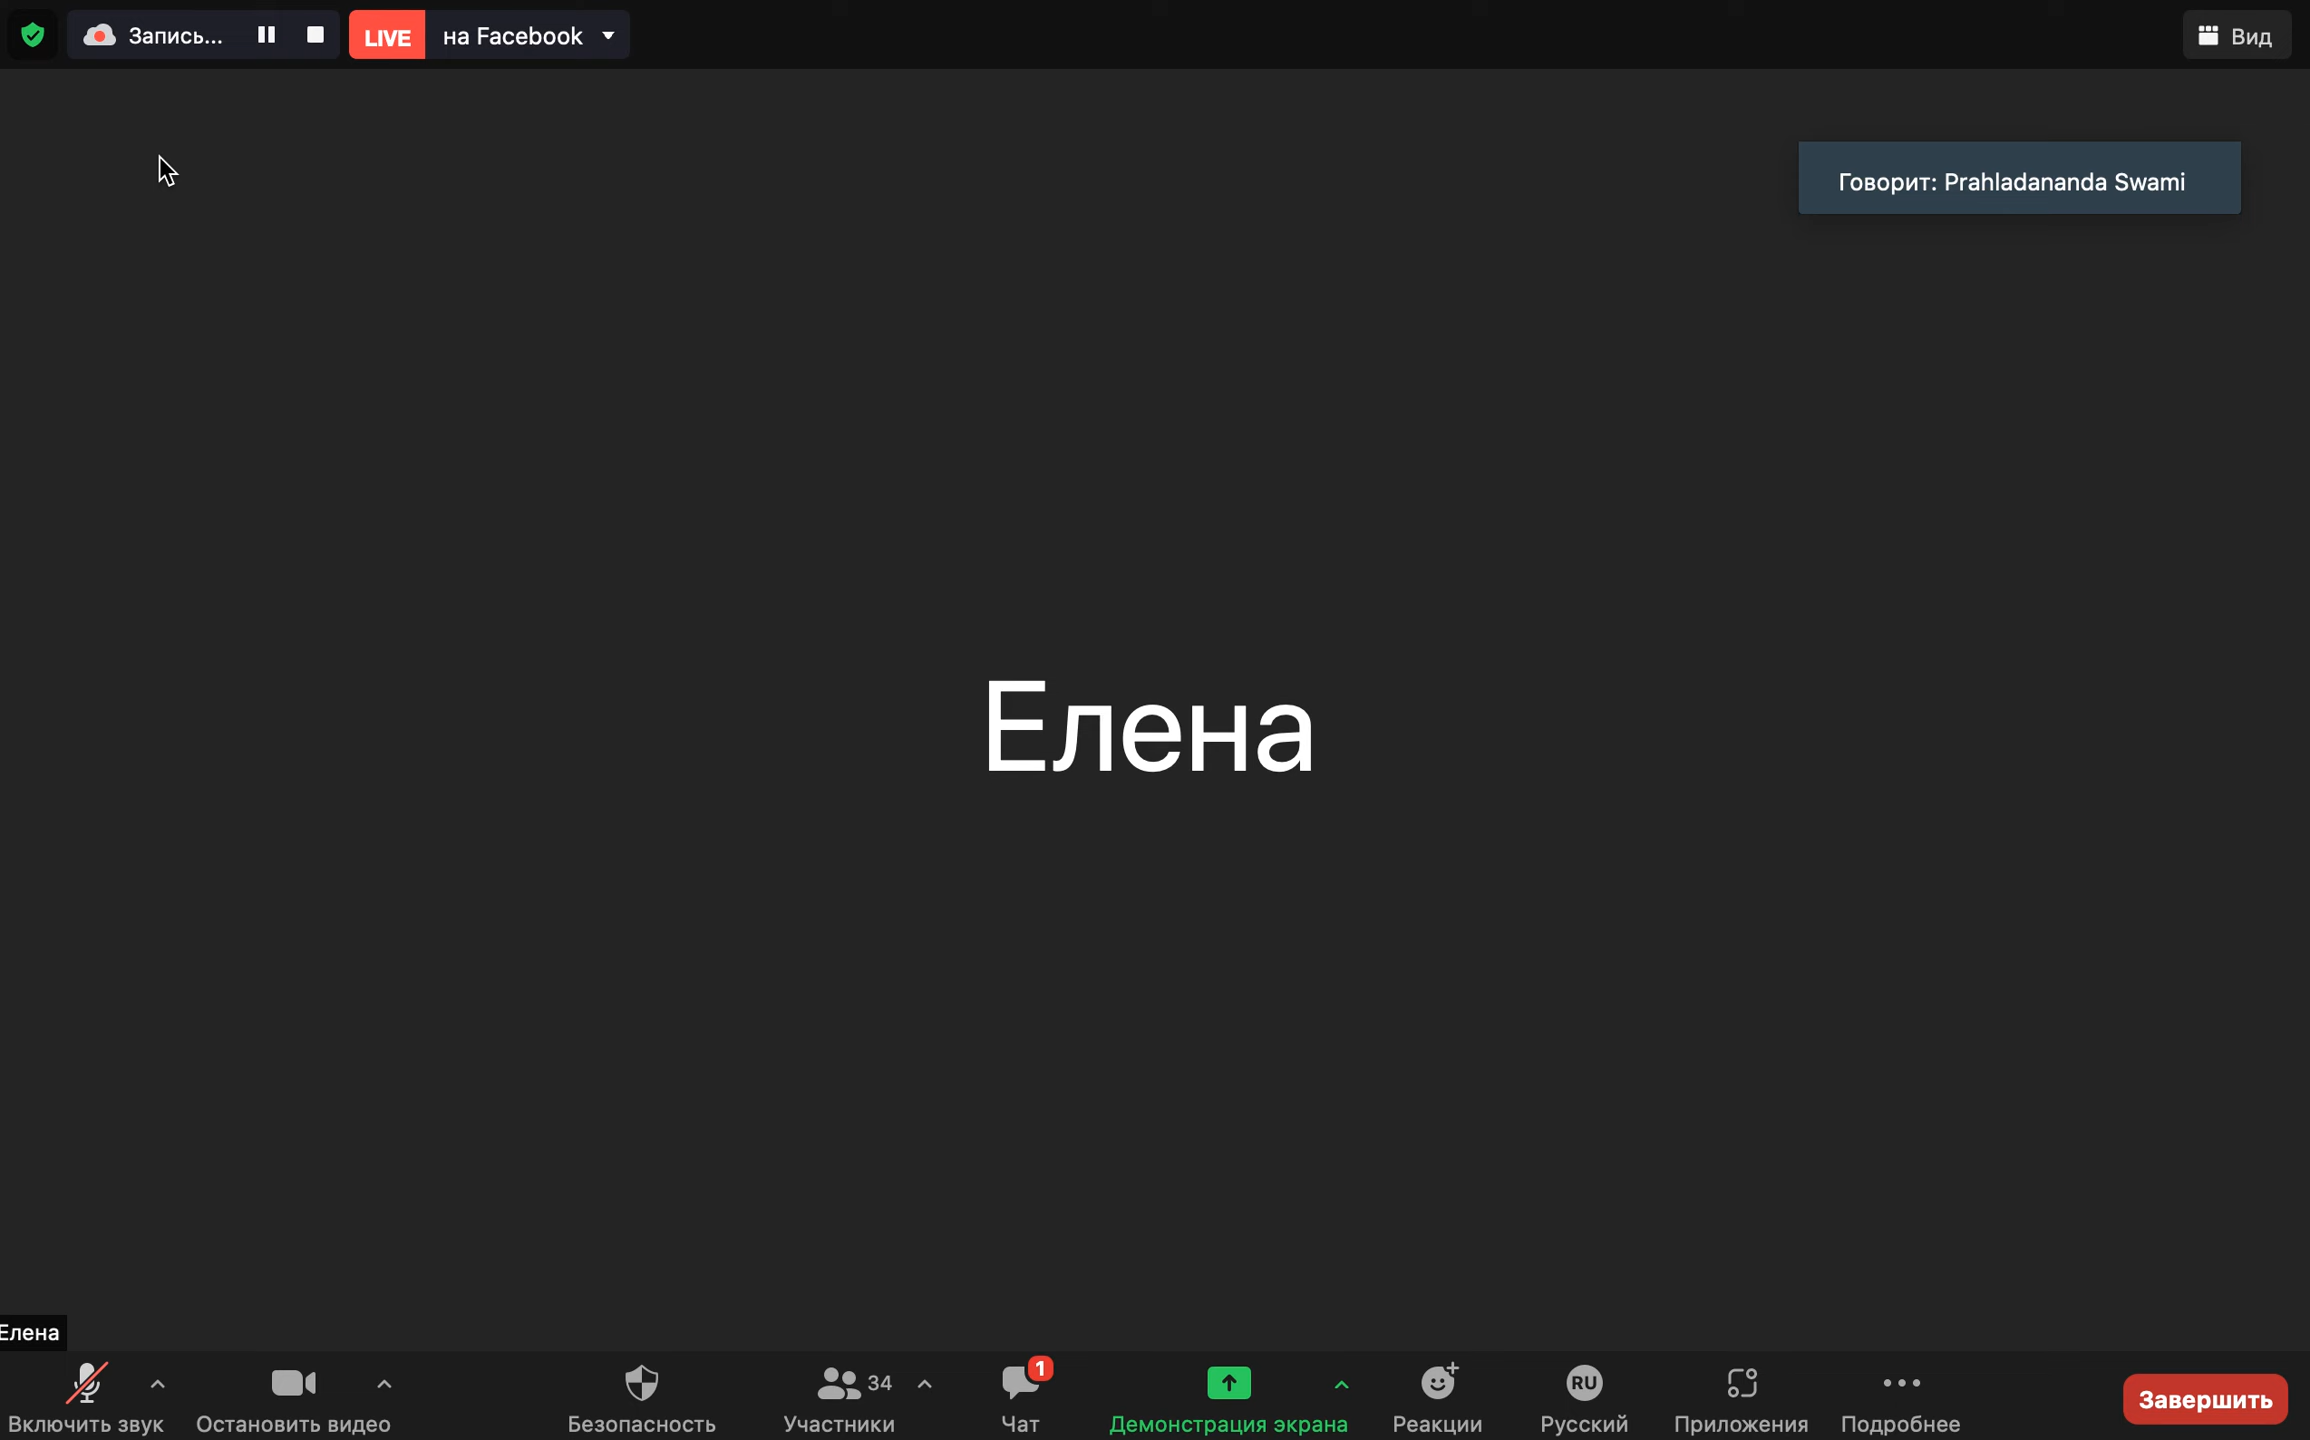 Запись...
LIVE на Facebook
Вид
Говорит: Prahladananda Swami
Елена
Елена
34
1
RU
Включить звук
Остановить видео
Безопасность
Участники
Чат
Демонстрация экрана
Реакции
Русский
Приложения
Подробнее
Завершить